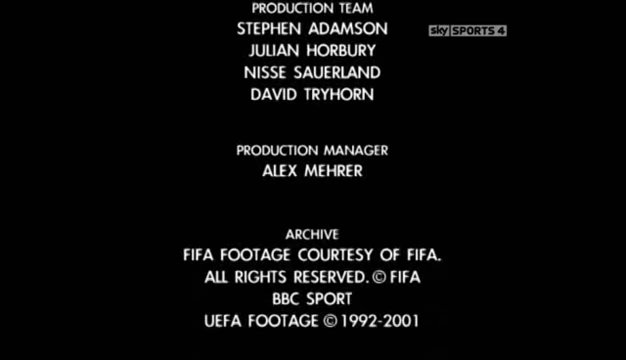 PRODUCTION TEAM
STEPHEN ADAMSON
sky SPORTS 4
JULIAN HORBURY
NISSE SAUERLAND
DAVID TRYHORN
PRODUCTION MANAGER
ALEX MEHRER
ARCHIVE
FIFA FOOTAGE COURTESY OF FIFA.
ALL RIGHTS RESERVED. © FIFA
BBC SPORT
UEFA FOOTAGE © 1992-2001